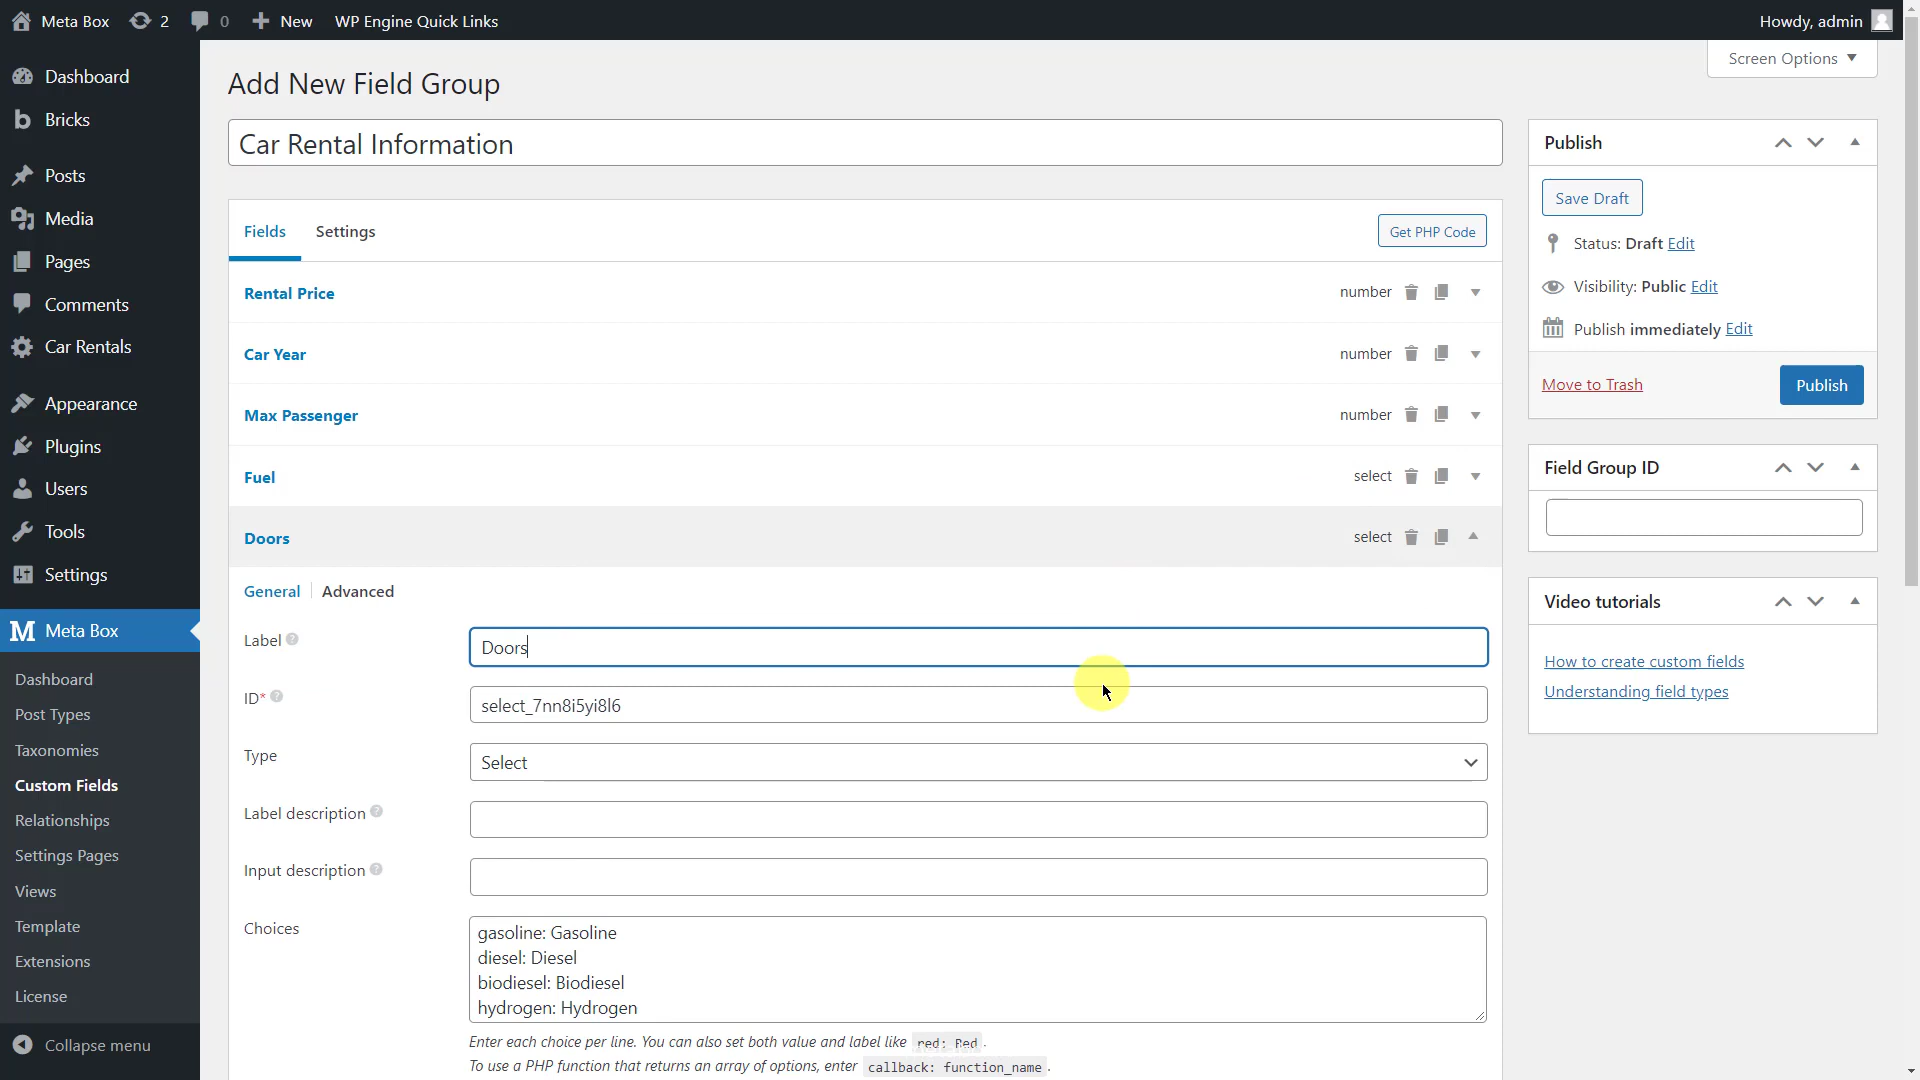 Meta Box
2
0
New
WP Engine Quick Links
Howdy, admin
Dashboard
Bricks
Posts
Media
Pages
Comments
Car Rentals
Appearance
Plugins
Users
Tools
Settings
Meta Box
Dashboard
Post Types
Taxonomies
Custom Fields
Relationships
Settings Pages
Views
Template
Extensions
License
Collapse menu
Screen Options
Add New Field Group
Car Rental Information
Fields
Settings
Get PHP Code
Rental Price
number
Car Year
number
Max Passenger
number
Fuel
select
Doors
select
General
Advanced
Label
Doors
ID*
select_7nn8i5yi8l6
Type
Select
Label description
Input description
Choices
gasoline: Gasoline
diesel: Diesel
biodiesel: Biodiesel
hydrogen: Hydrogen
Enter each choice per line. You can also set both value and label like red: Red.
To use a PHP function that returns an array of options, enter callback: function_name.
Publish
Save Draft
Status: Draft Edit
Visibility: Public Edit
Publish immediately Edit
Move to Trash
Publish
Field Group ID
Video tutorials
How to create custom fields
Understanding field types